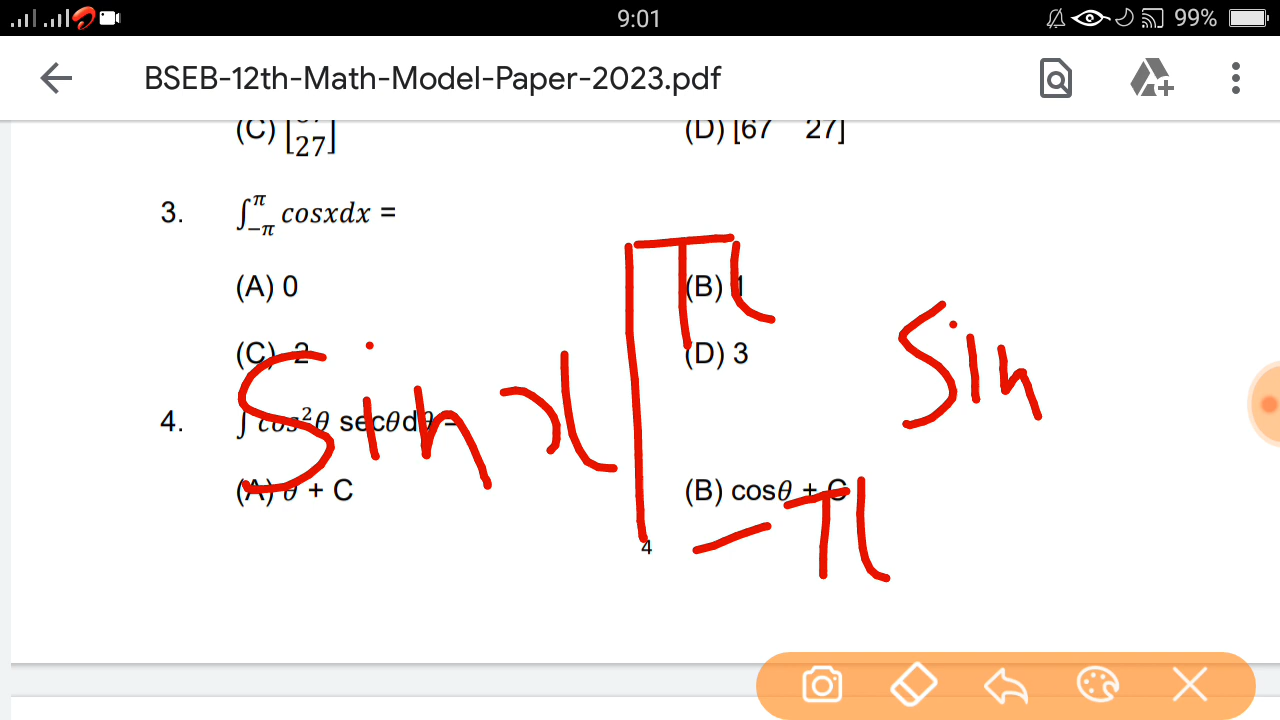 9:01
99%
BSEB-12th-Math-Model-Paper-2023.pdf
(C) [27] (D) [67 27]
3. ∫_{-π}^{π} cosxdx =
(A) 0 (B) 1
(C) 2 (D) 3
4. ∫ cos²θ secθdθ =
(A) θ + C (B) cosθ + C
4
Sin x
π
-π
Sin